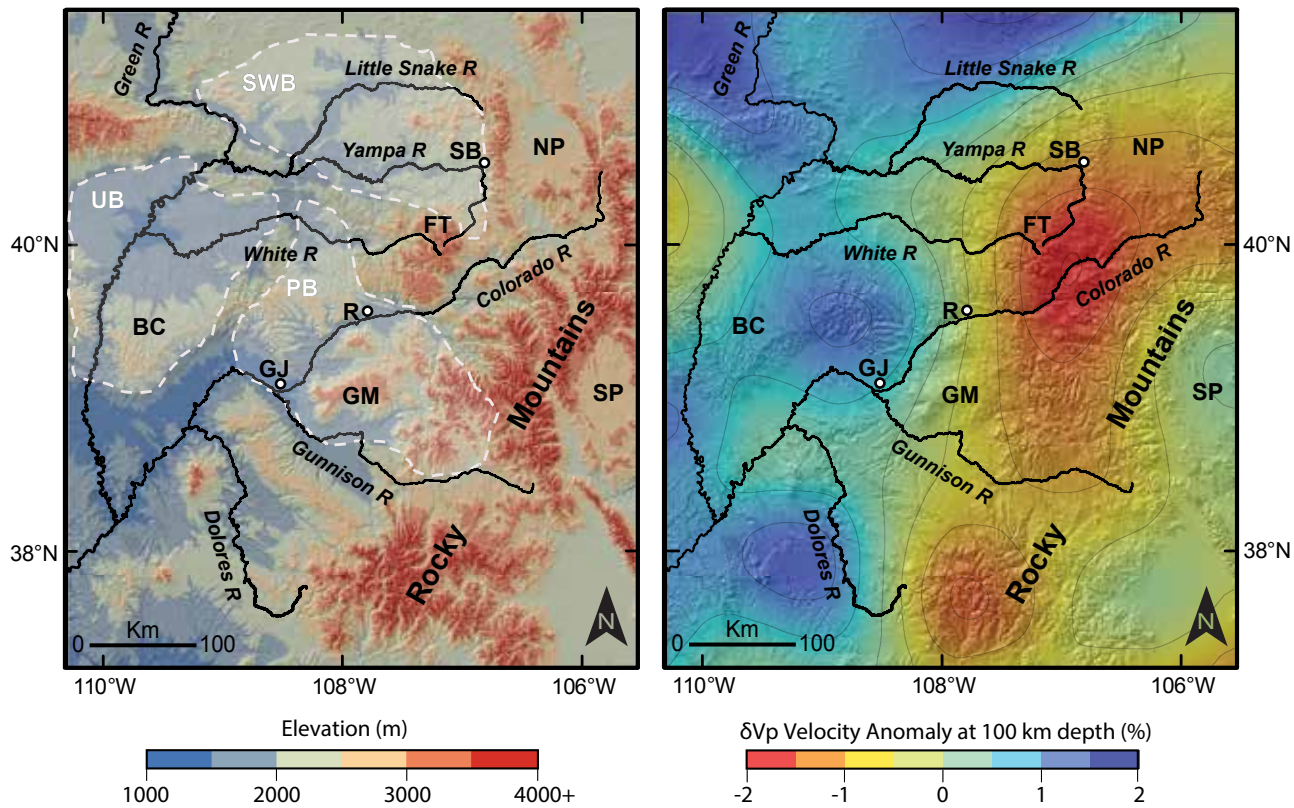 Green R
SWB
Little Snake R
Yampa R
SB
NP
UB
FT
40°N
White R
PB
Colorado R
BC
R
GJ
GM
Mountains
SP
Gunnison R
Dolores R
38°N
Rocky
N
Km
0 100
110°W 108°W 106°W
Elevation (m)
1000 2000 3000 4000+
Green R
Little Snake R
Yampa R
SB
NP
FT
40°N
White R
Colorado R
BC
R
GJ
GM
Mountains
SP
Gunnison R
Dolores R
38°N
Rocky
N
Km
0 100
110°W 108°W 106°W
δVp Velocity Anomaly at 100 km depth (%)
-2 -1 0 1 2